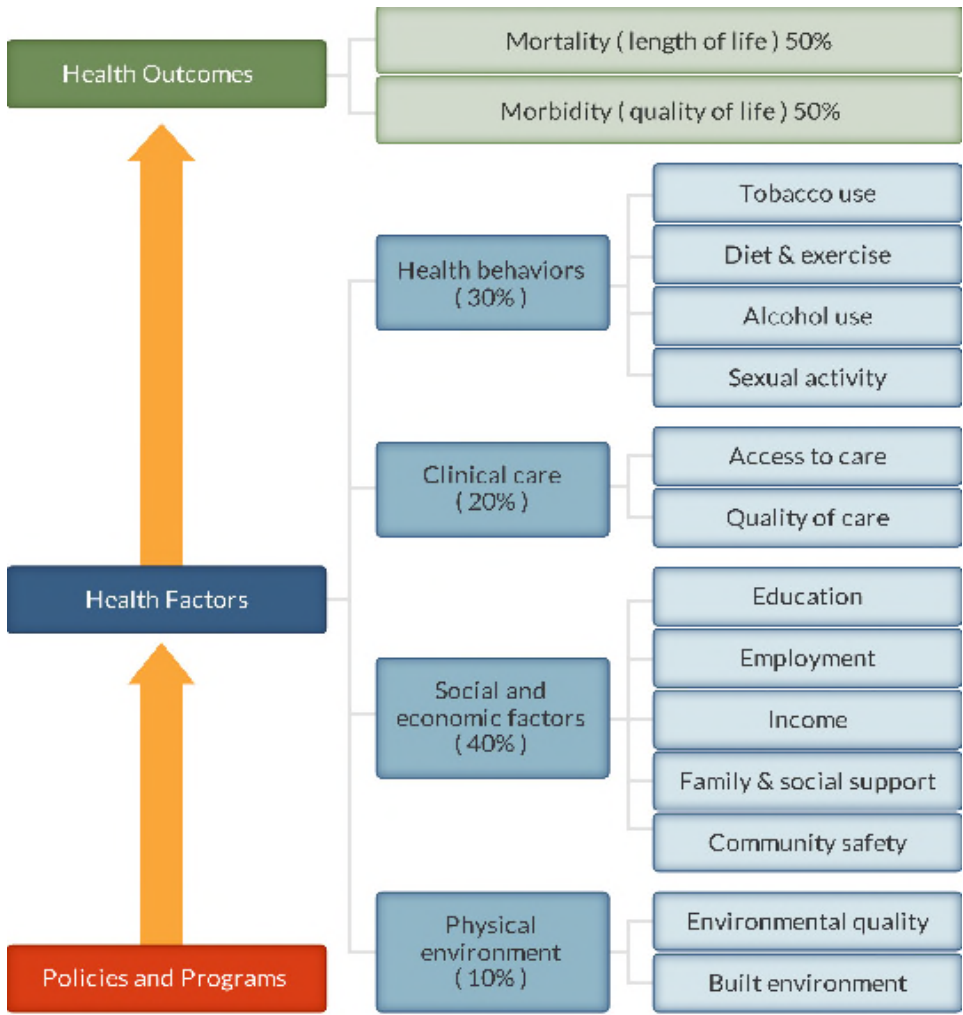 Health Outcomes
Mortality ( length of life ) 50%
Morbidity ( quality of life ) 50%
Health Factors
Health behaviors
( 30% )
Tobacco use
Diet & exercise
Alcohol use
Sexual activity
Clinical care
( 20% )
Access to care
Quality of care
Social and
economic factors
( 40% )
Education
Employment
Income
Family & social support
Community safety
Physical
environment
( 10% )
Environmental quality
Built environment
Policies and Programs